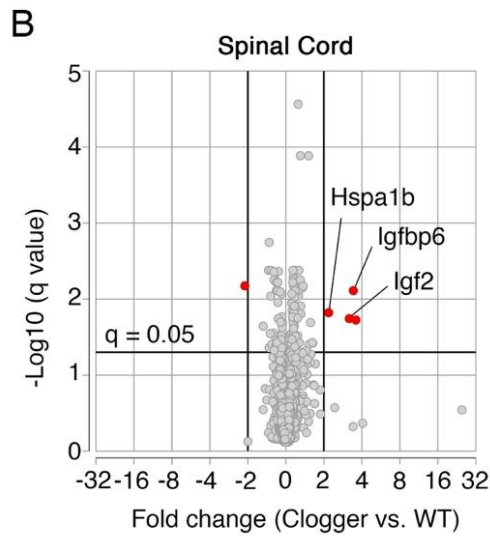 B
Spinal Cord
5
4
3
2
1
0
-Log10 (q value)
Hspa1b
Igfbp6
Igf2
q = 0.05
-32 -16 -8 -4 -2 0 2 4 8 16 32
Fold change (Clogger vs. WT)